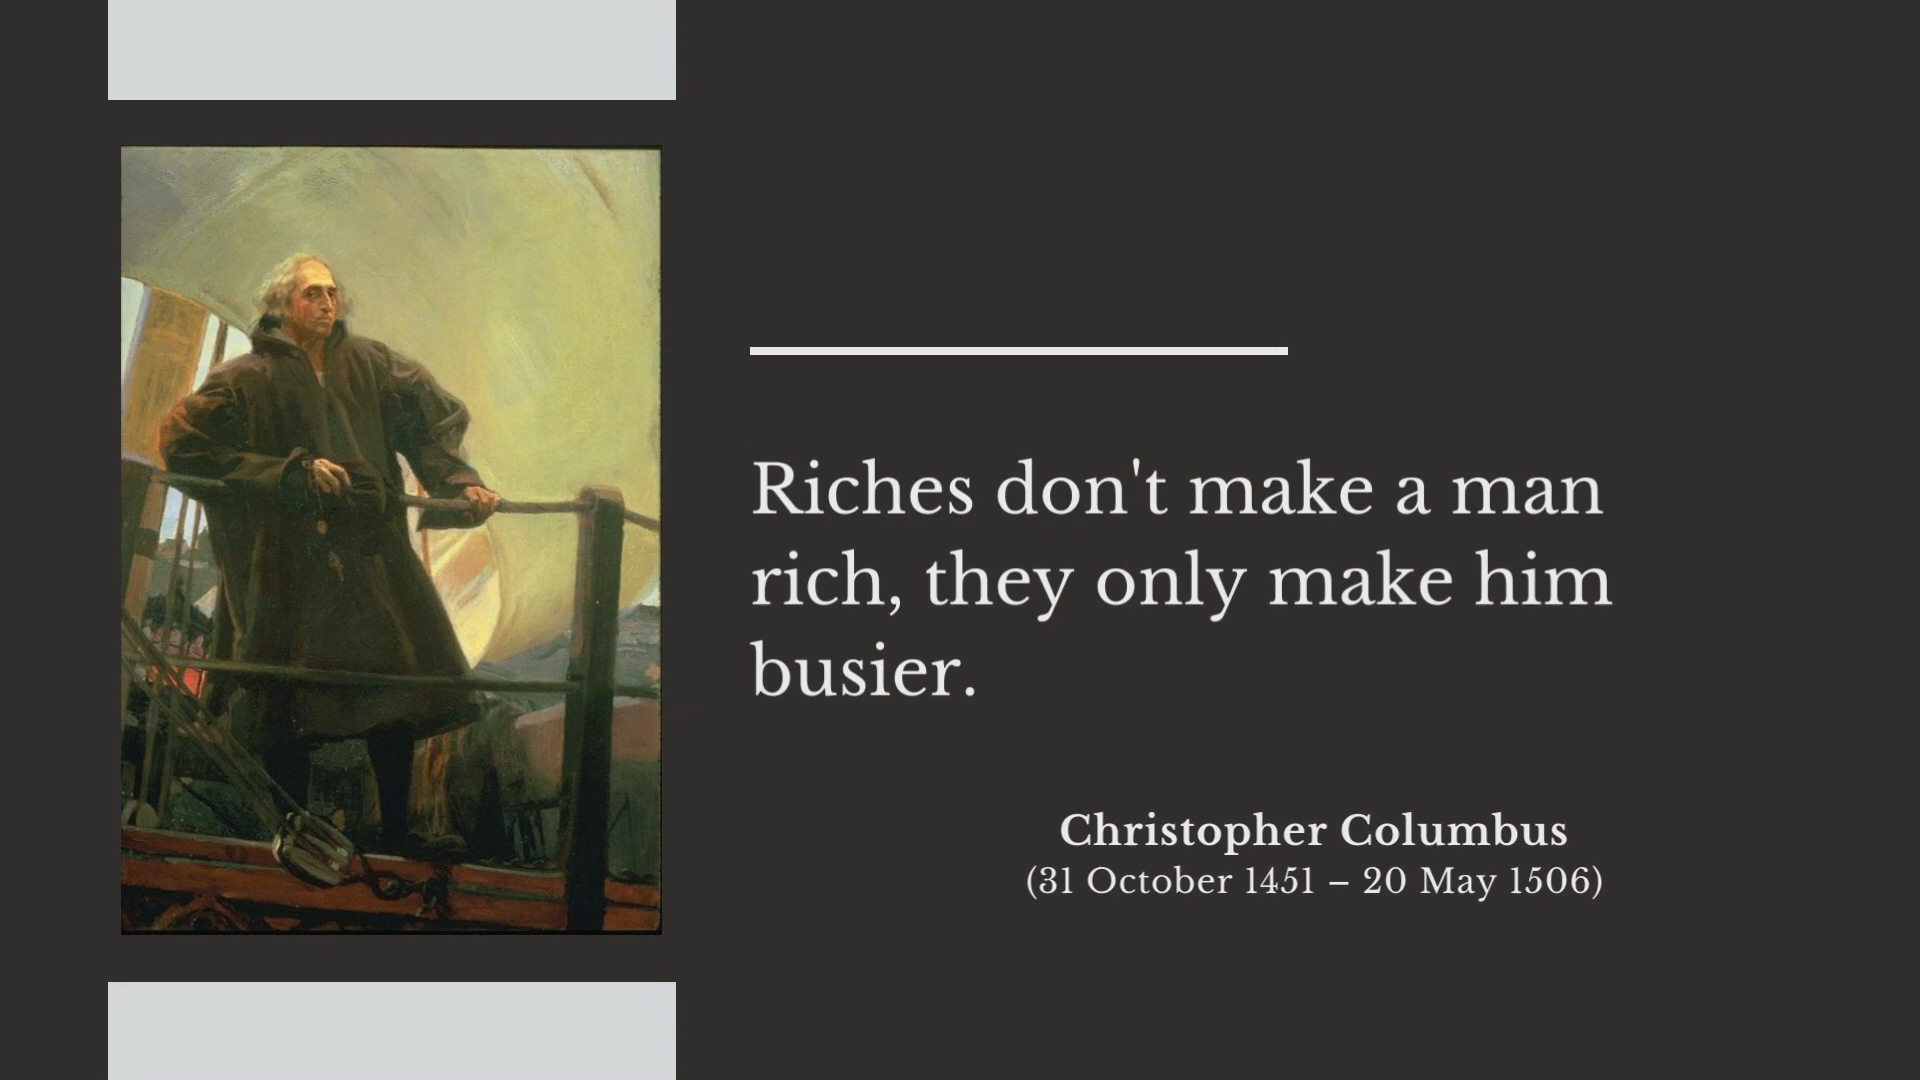 Riches don't make a man
rich, they only make him
busier.
Christopher Columbus
(31 October 1451 – 20 May 1506)